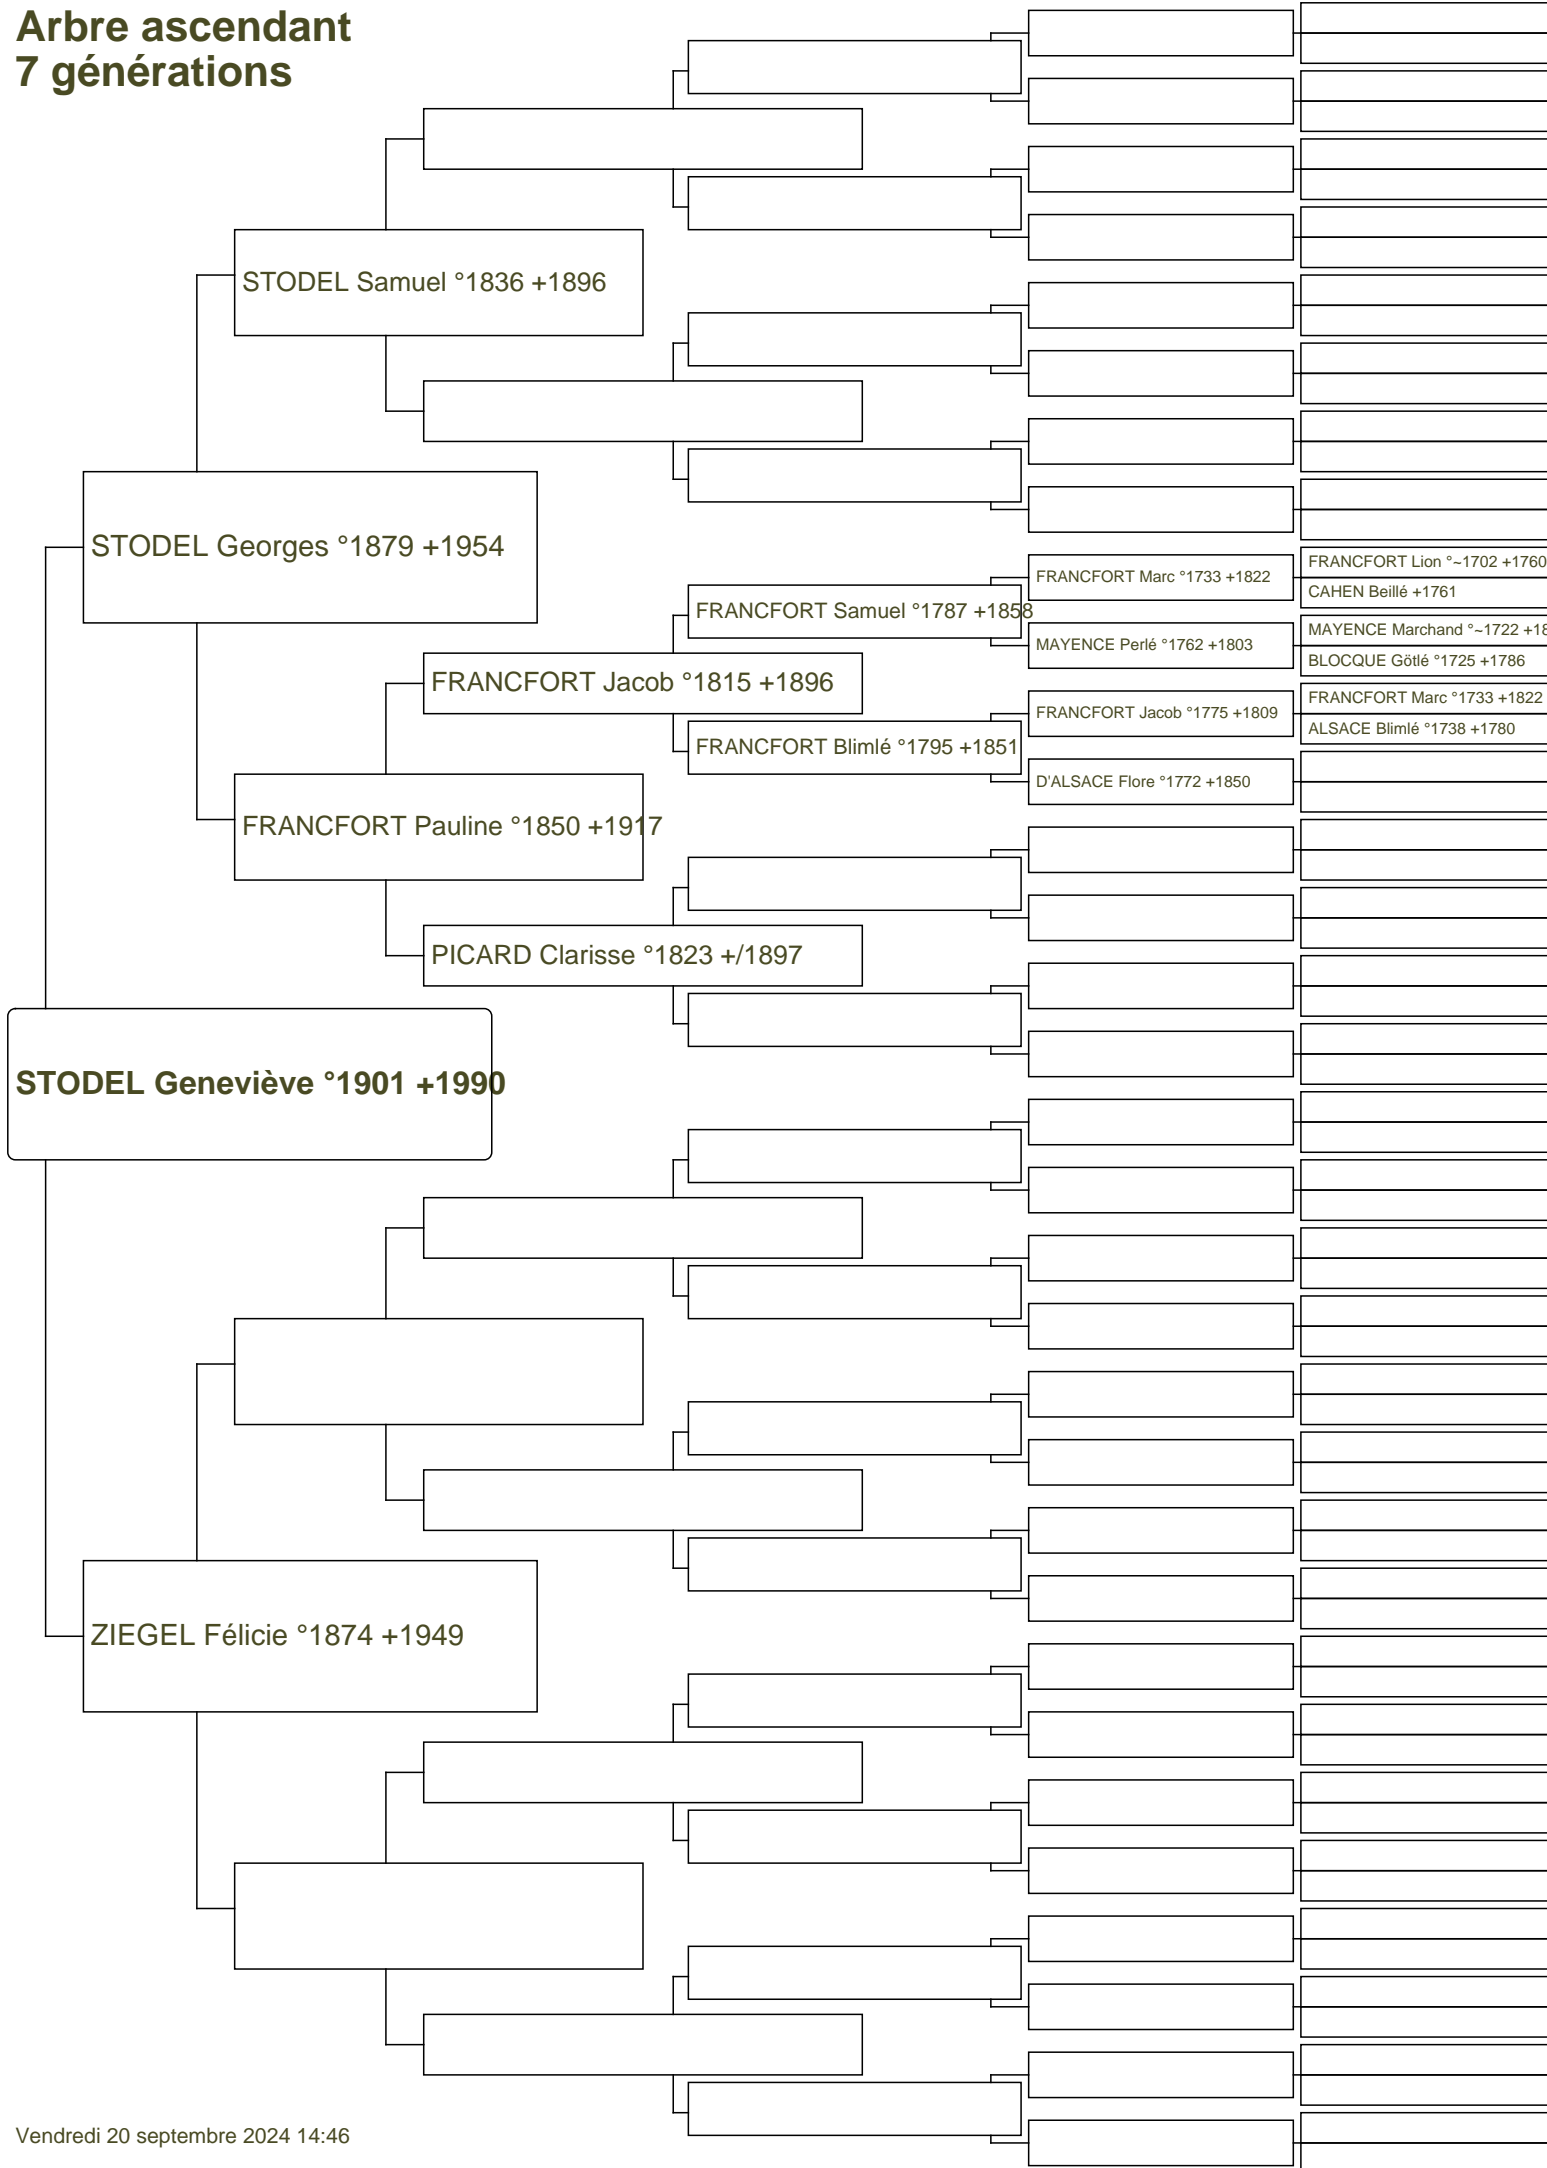 Arbre ascendant
7 générations
STODEL Samuel °1836 +1896
STODEL Georges °1879 +1954
FRANCFORT Marc °1733 +1822
FRANCFORT Lion °~1702 +1760
CAHEN Beillé +1761
FRANCFORT Samuel °1787 +1858
MAYENCE Perlé °1762 +1803
MAYENCE Marchand °~1722 +18
BLOCQUE Götlé °1725 +1786
FRANCFORT Jacob °1815 +1896
FRANCFORT Jacob °1775 +1809
FRANCFORT Marc °1733 +1822
ALSACE Blimlé °1738 +1780
FRANCFORT Blimlé °1795 +1851
D'ALSACE Flore °1772 +1850
FRANCFORT Pauline °1850 +1917
PICARD Clarisse °1823 +/1897
STODEL Geneviève °1901 +1990
ZIEGEL Félicie °1874 +1949
Vendredi 20 septembre 2024 14:46